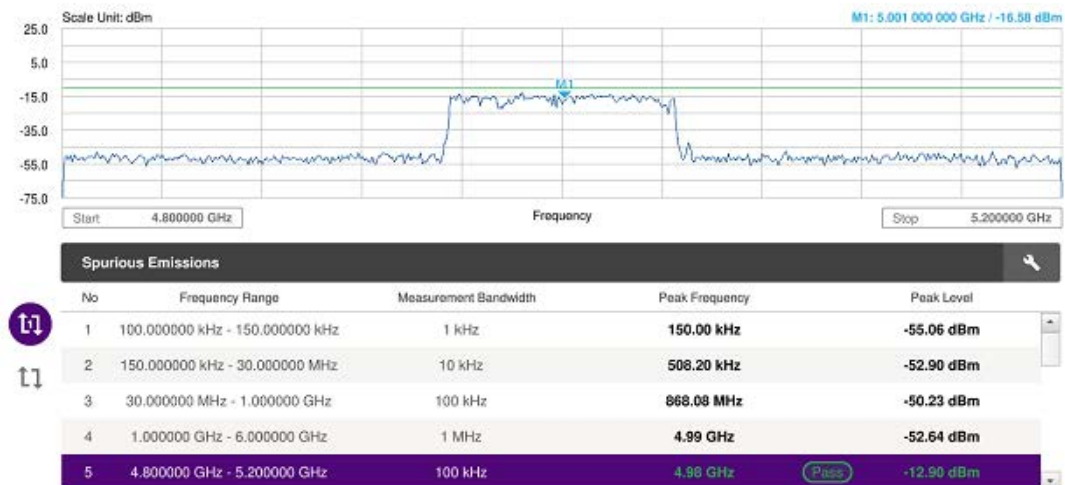 Scale Unit: dBm M1: 5.001 000 000 GHz / -16.58 dBm
25.0
5.0
M1
-15.0
-35.0
-55.0
-75.0
Start 4.800000 GHz Frequency Stop 5.200000 GHz
Spurious Emissions
No Frequency Range Measurement Bandwidth Peak Frequency Peak Level
1 100.000000 kHz - 150.000000 kHz 1 kHz 150.00 kHz -55.06 dBm
2 150.000000 kHz - 30.000000 MHz 10 kHz 508.20 kHz -52.90 dBm
3 30.000000 MHz - 1.000000 GHz 100 kHz 868.08 MHz -50.23 dBm
4 1.000000 GHz - 6.000000 GHz 1 MHz 4.99 GHz -52.64 dBm
5 4.800000 GHz - 5.200000 GHz 100 kHz 4.98 GHz Pass -12.90 dBm